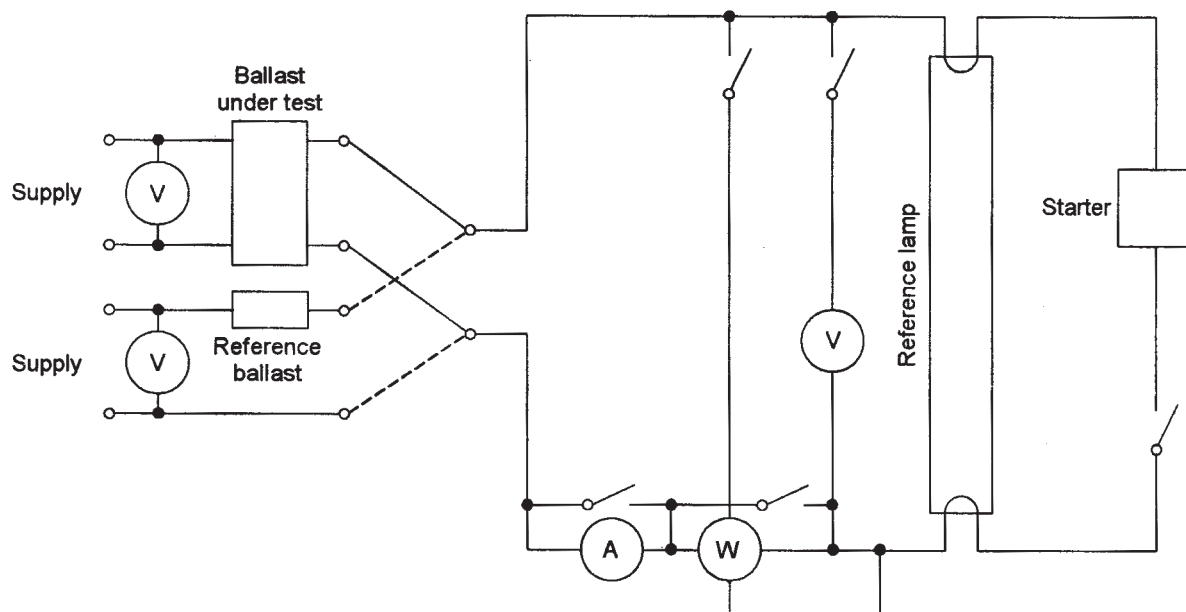 Ballast
under test
Supply
V
Reference
ballast
Supply
V
V
A
W
Reference lamp
Starter